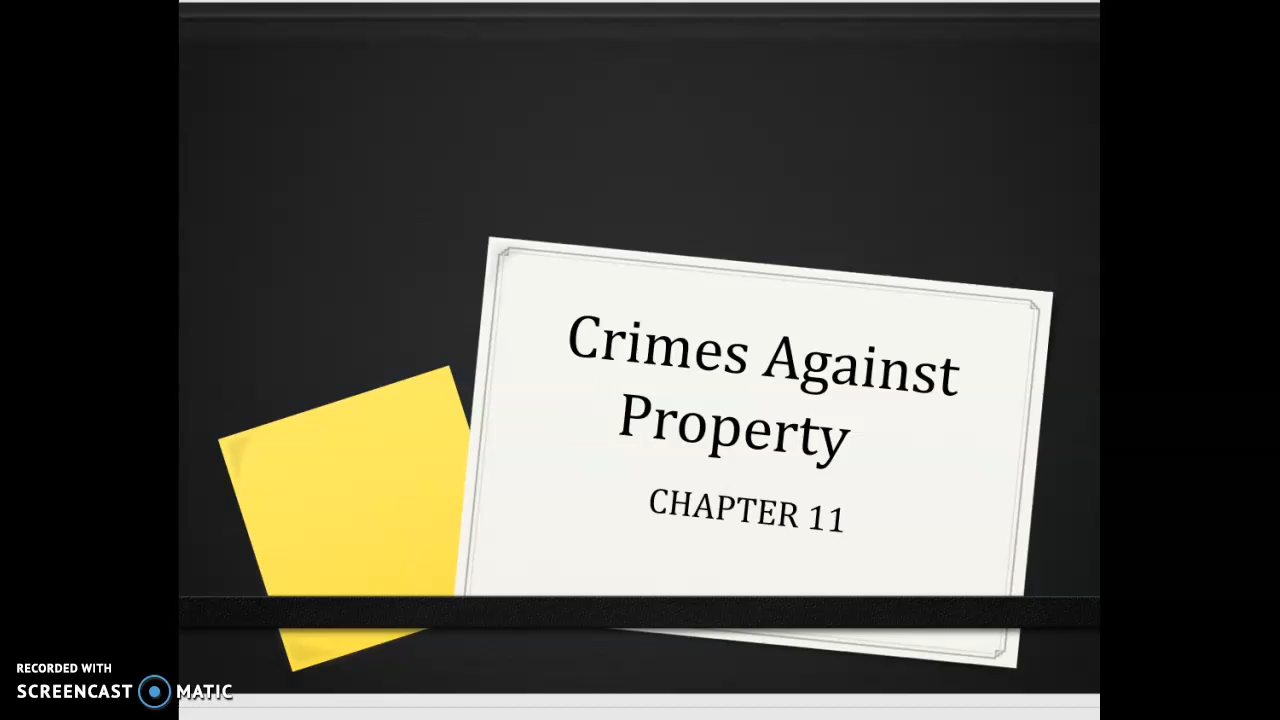 Crimes Against
Property
CHAPTER 11
RECORDED WITH
SCREENCAST MATIC